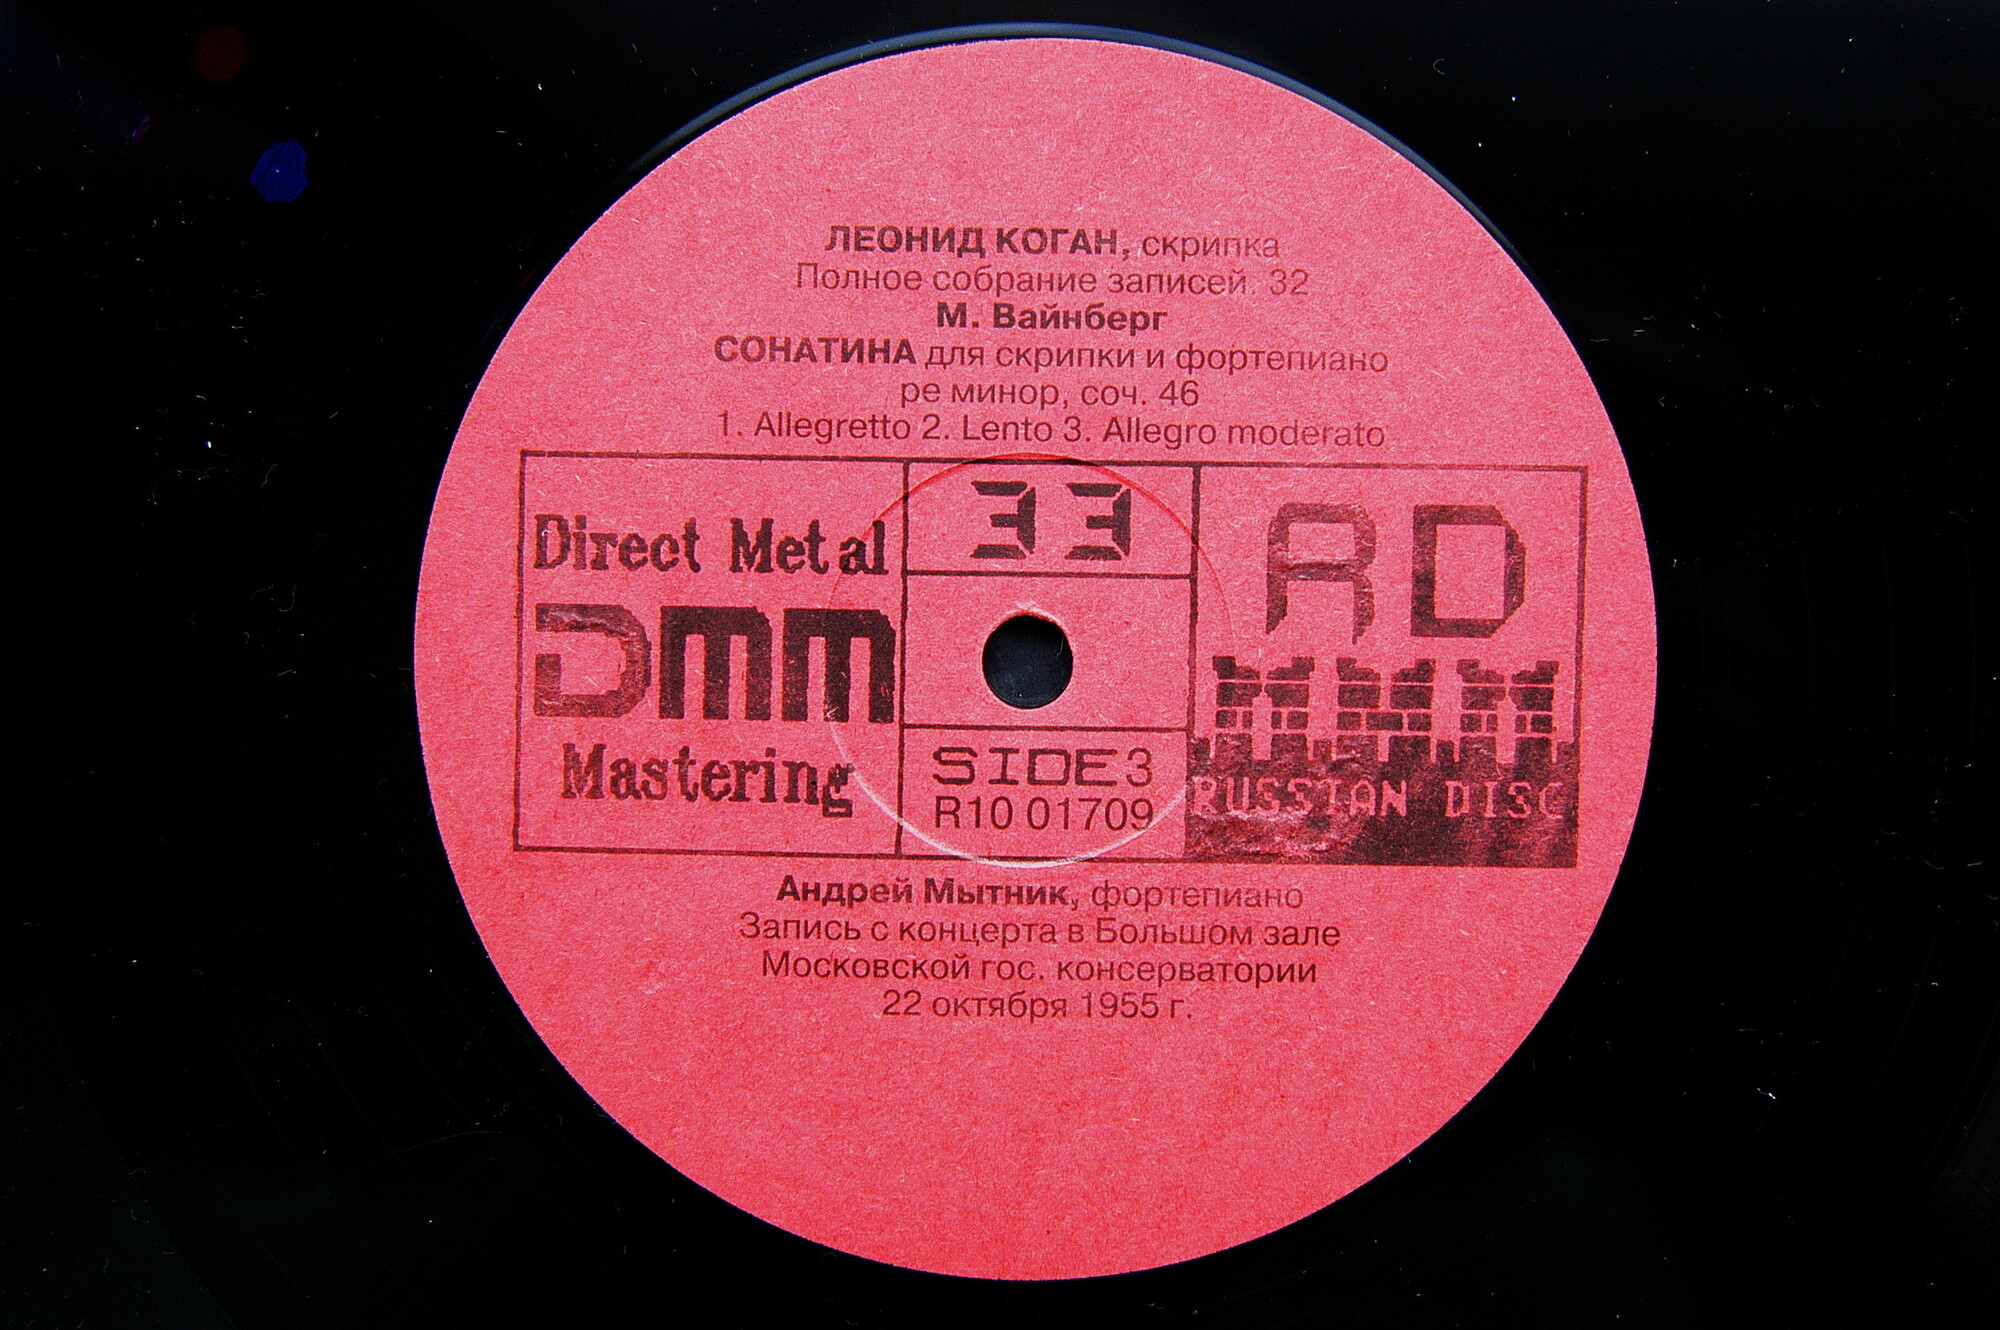 ЛЕОНИД КОГАН, скрипка
Полное собрание записей. 32
М. Вайнберг
СОНАТИНА для скрипки и фортепиано
ре минор, соч. 46
1. Allegretto 2. Lento 3. Allegro moderato
Direct Metal
DMM
Mastering
33
SIDE 3
R10 01709
RD
RUSSIAN DISC
Андрей Мытник, фортепиано
Запись с концерта в Большом зале
Московской гос. консерватории
22 октября 1955 г.